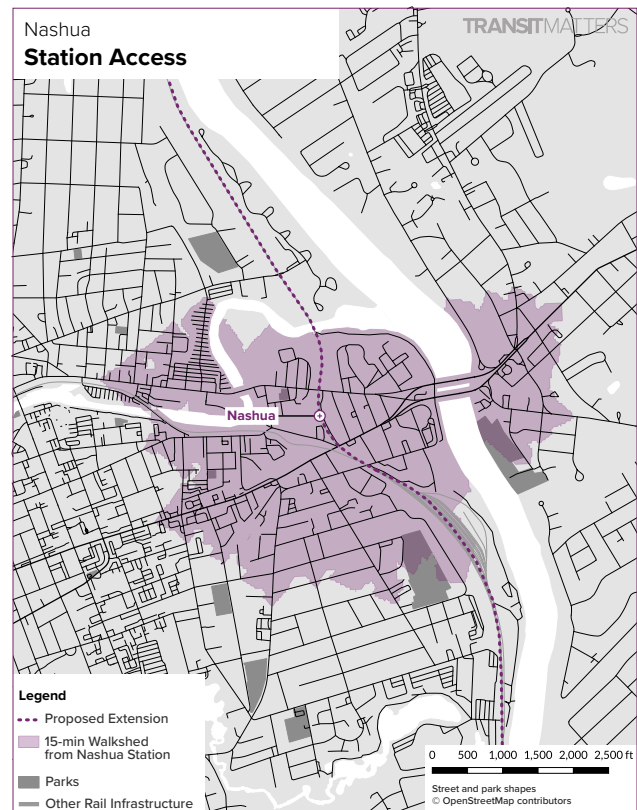 Nashua
Station Access
TRANSITMATTERS
Nashua
Legend
Proposed Extension
15-min Walkshed
from Nashua Station
Parks
Other Rail Infrastructure
0 500 1,000 1,500 2,000 2,500 ft
Street and park shapes
© OpenStreetMap contributors